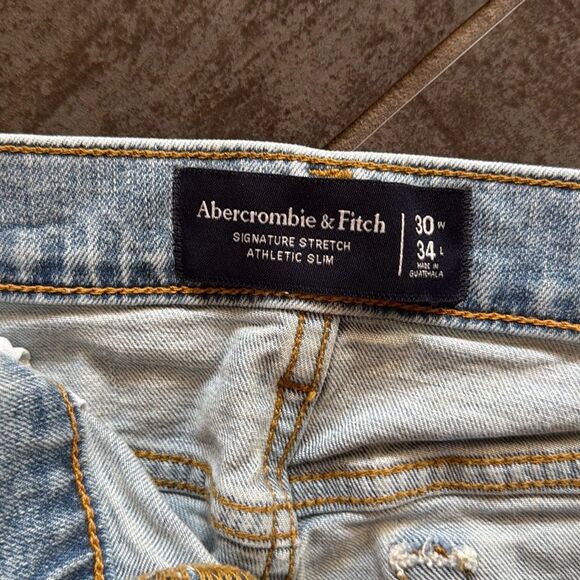 Abercrombie & Fitch
SIGNATURE STRETCH
ATHLETIC SLIM
30 W
34 L
MADE IN
GUATEMALA